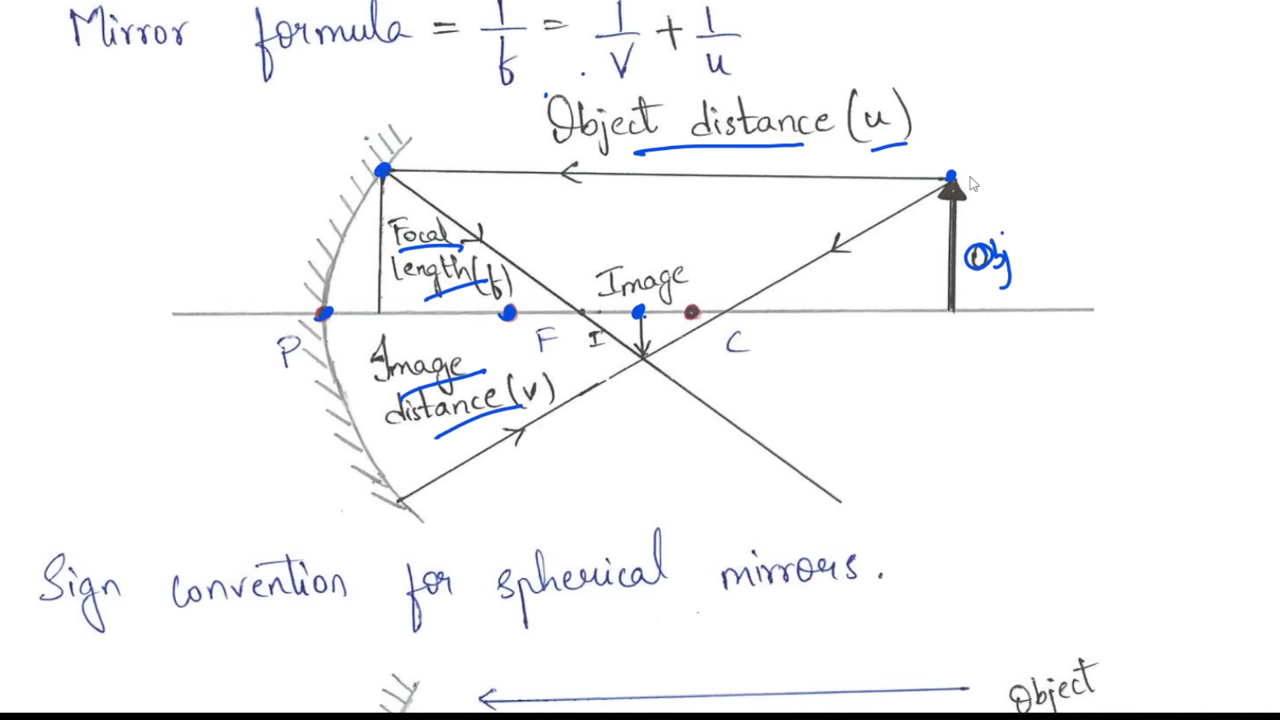 Mirror formula = 1/f = 1/v + 1/u
Object distance (u)
Focal
length (f)
Obj
Image
P
F
I
C
Image
distance (v)
Sign convention for spherical mirrors.
Object